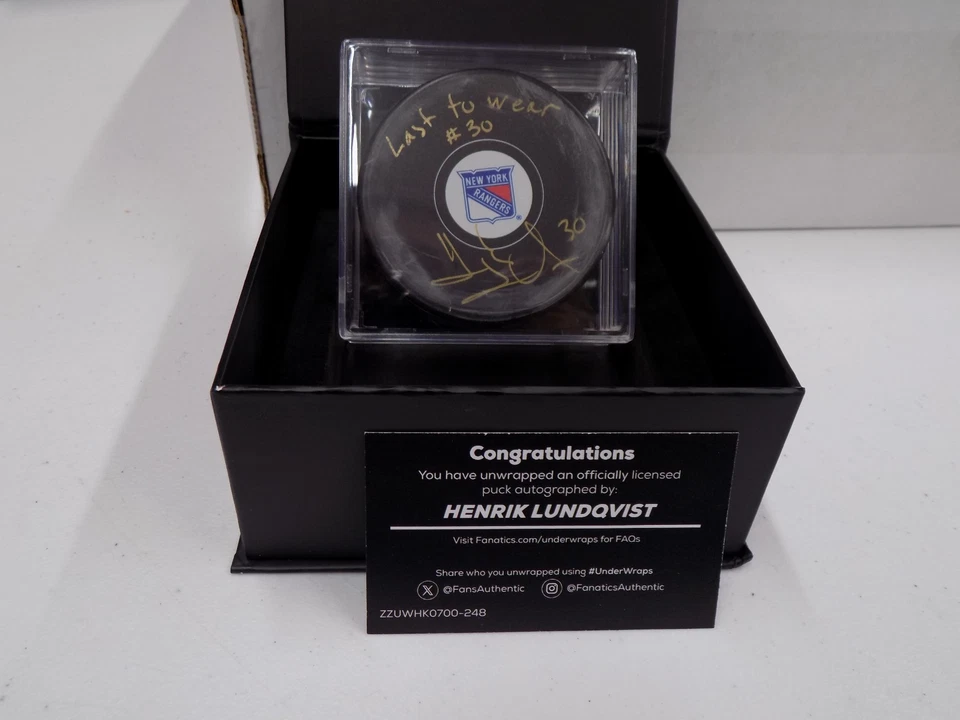 Last to wear
#30
NEW YORK
RANGERS
30
Congratulations
You have unwrapped an officially licensed
puck autographed by:
HENRIK LUNDQVIST
Visit Fanatics.com/underwraps for FAQs
Share who you unwrapped using #UnderWraps
@FansAuthentic @FanaticsAuthentic
ZZUWHK0700-248